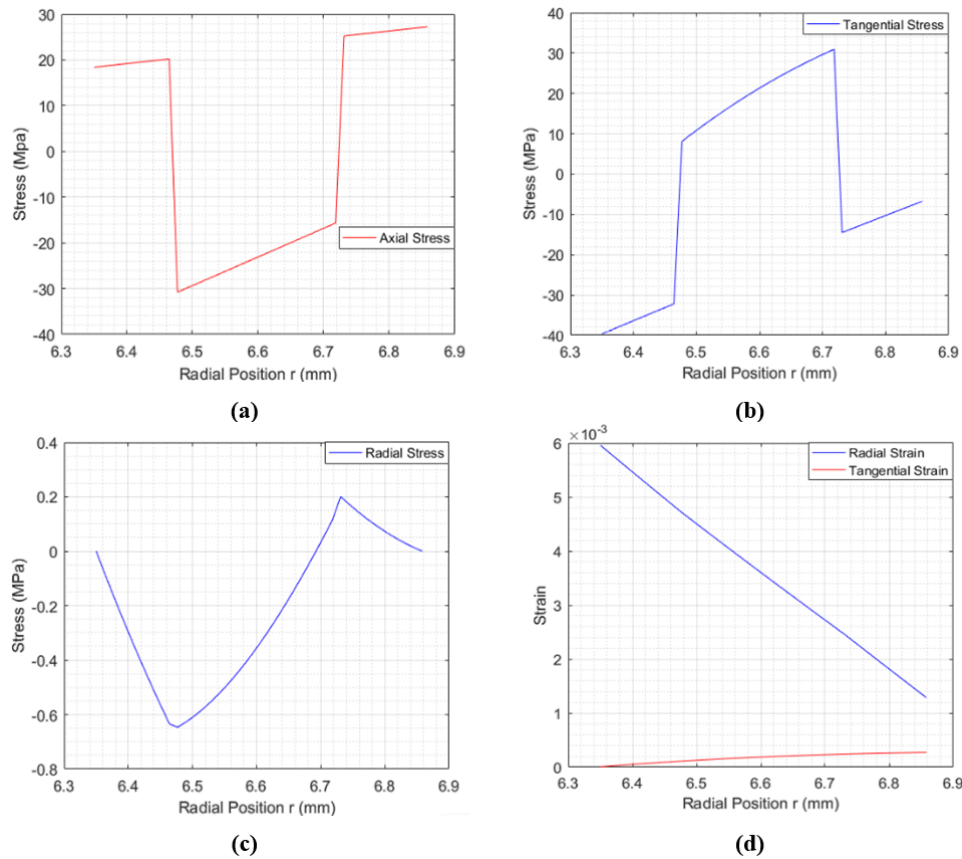 30
20
10
0
-10
-20
-30
-40
Stress (Mpa)
Axial Stress
6.3 6.4 6.5 6.6 6.7 6.8 6.9
Radial Position r (mm)
(a)
40
30
20
10
0
-10
-20
-30
-40
Stress (MPa)
Tangential Stress
6.3 6.4 6.5 6.6 6.7 6.8 6.9
Radial Position r (mm)
(b)
0.4
0.2
0
-0.2
-0.4
-0.6
-0.8
Stress (MPa)
Radial Stress
6.3 6.4 6.5 6.6 6.7 6.8 6.9
Radial Position r (mm)
(c)
×10⁻³
6
5
4
3
2
1
0
Strain
Radial Strain
Tangential Strain
6.3 6.4 6.5 6.6 6.7 6.8 6.9
Radial Position r (mm)
(d)